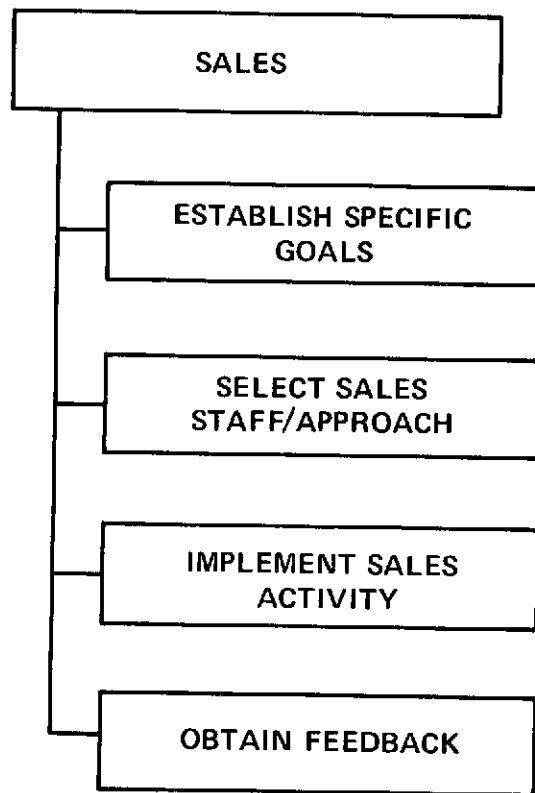 SALES
ESTABLISH SPECIFIC
GOALS
SELECT SALES
STAFF/APPROACH
IMPLEMENT SALES
ACTIVITY
OBTAIN FEEDBACK